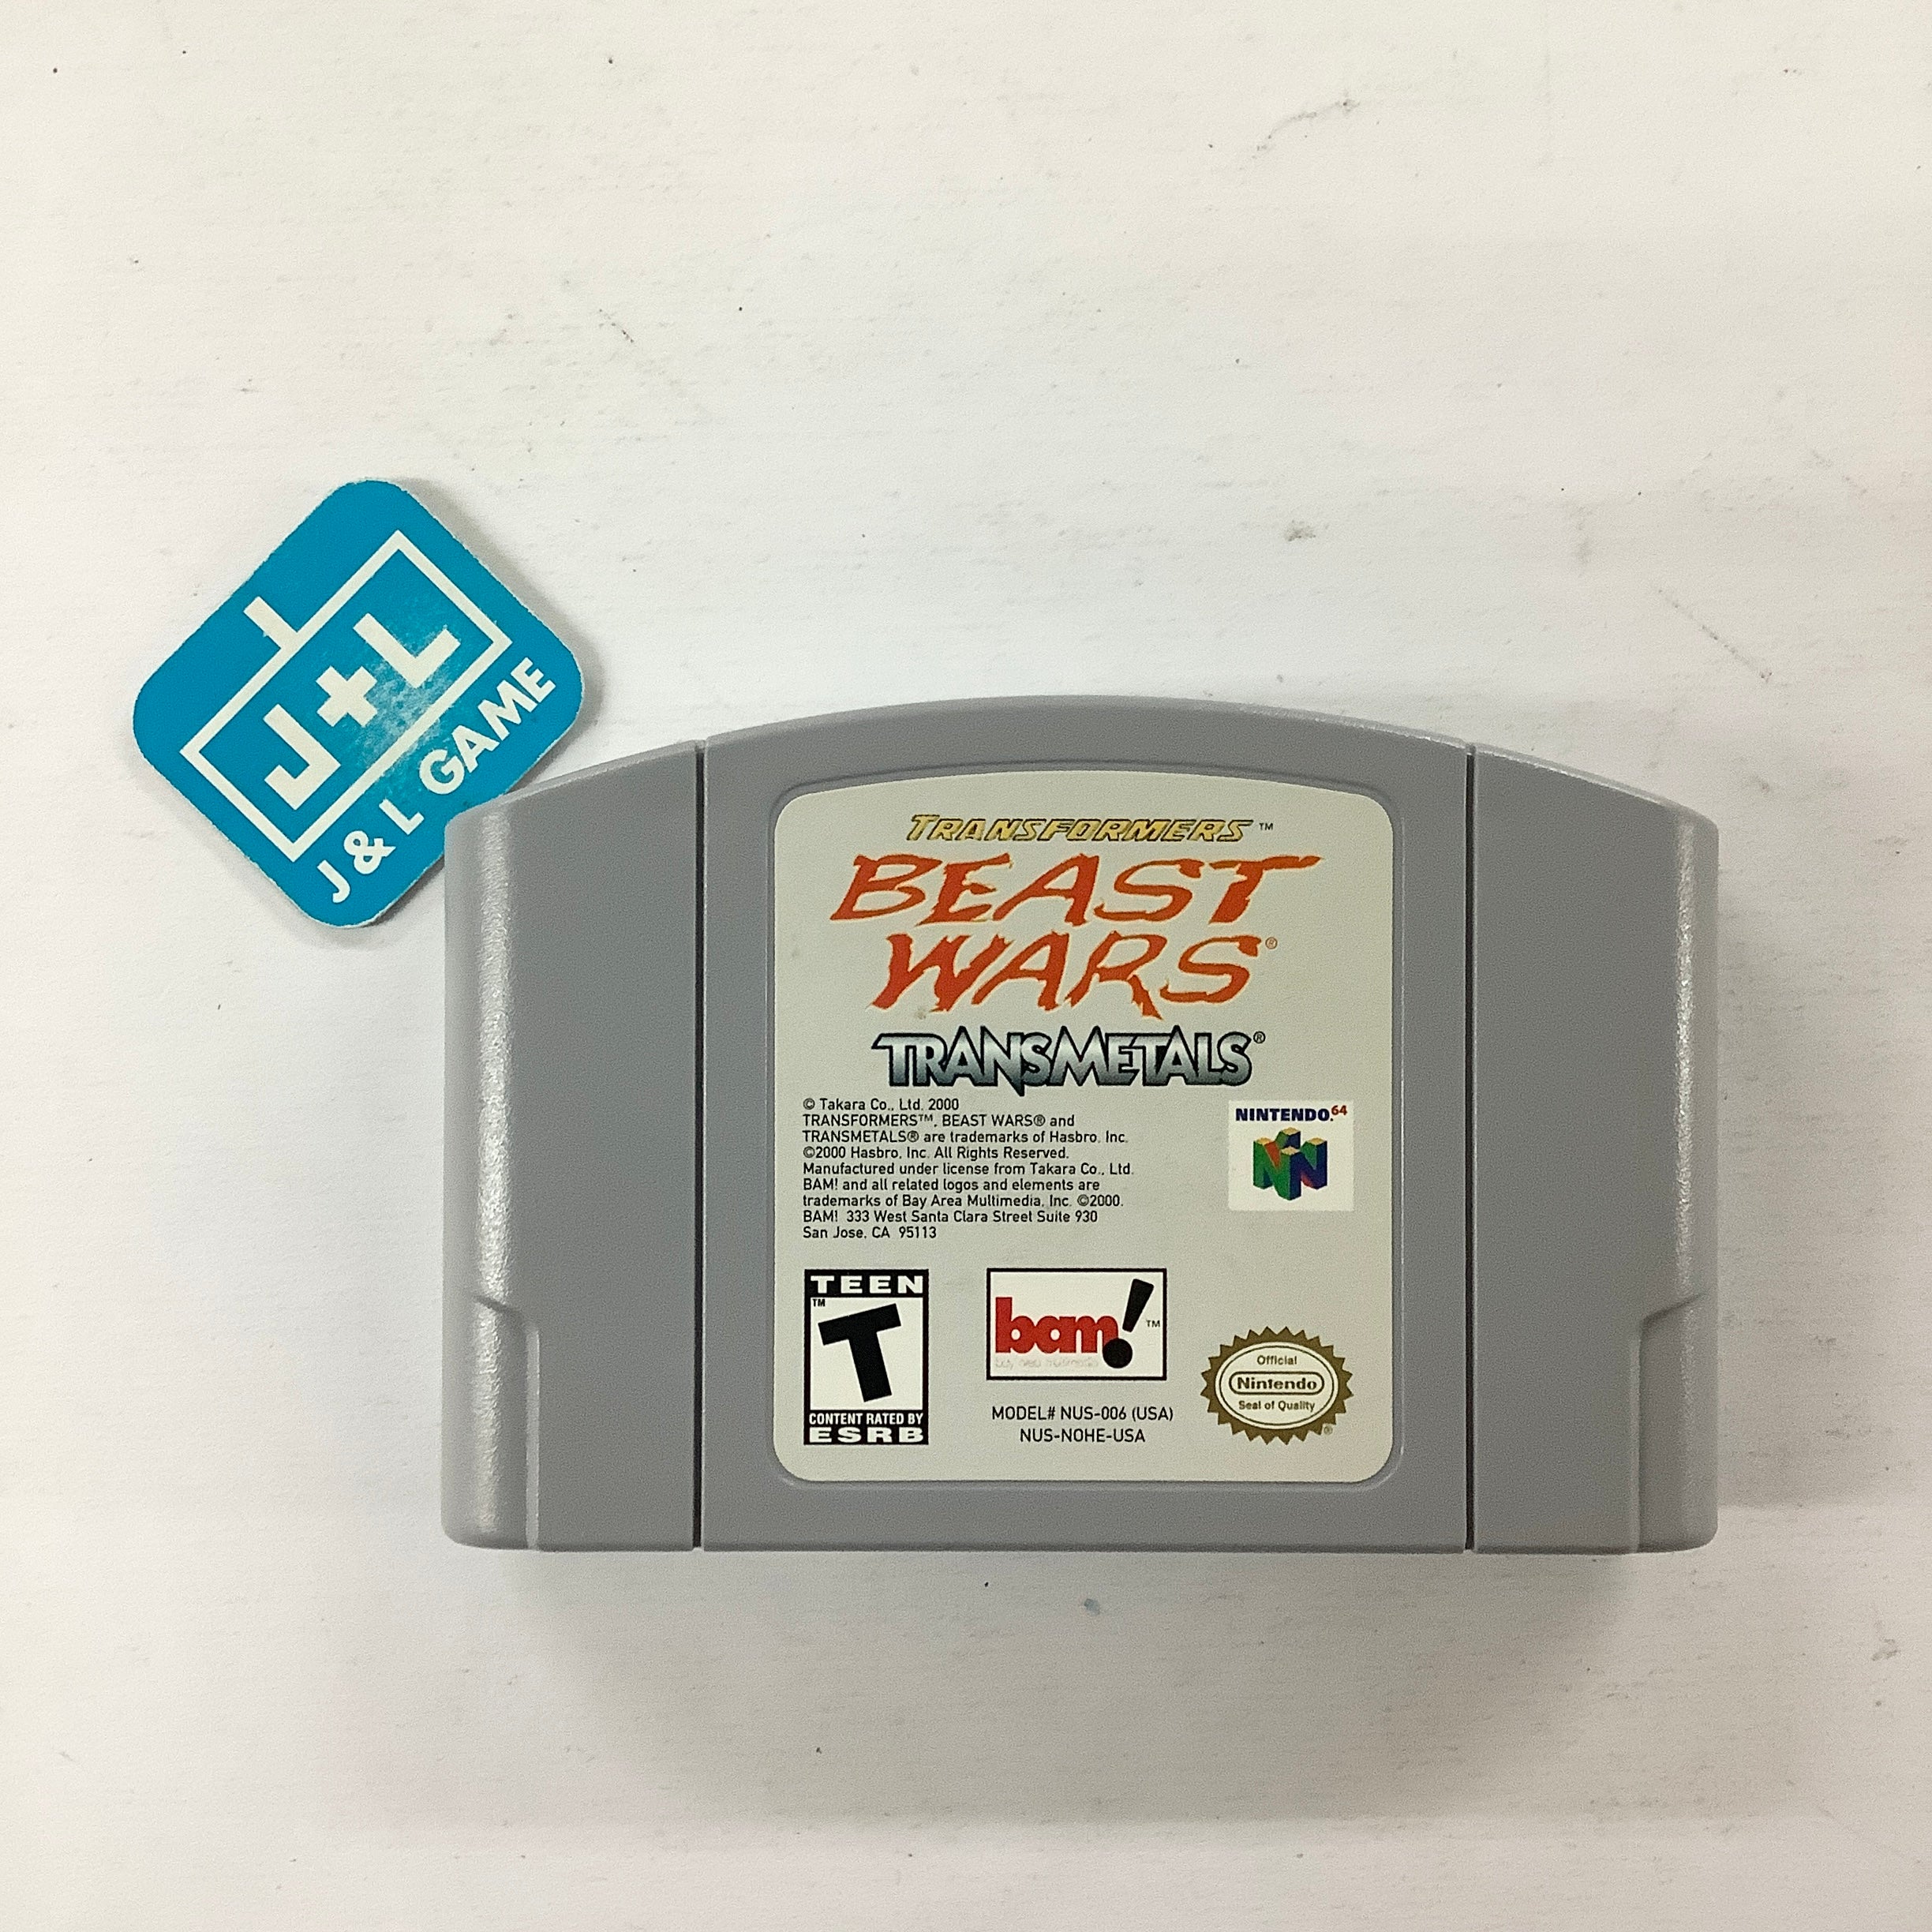 J+L
J & L GAME
TRANSFORMERS™
BEAST
WARS®
TRANSMETALS®
© Takara Co., Ltd. 2000
TRANSFORMERS™, BEAST WARS® and
TRANSMETALS® are trademarks of Hasbro, Inc.
©2000 Hasbro, Inc. All Rights Reserved.
Manufactured under license from Takara Co., Ltd.
BAM! and all related logos and elements are
trademarks of Bay Area Multimedia, Inc. ©2000.
BAM! 333 West Santa Clara Street Suite 930
San Jose, CA 95113
NINTENDO 64
TEEN
™
T
CONTENT RATED BY
ESRB
bam!™
MODEL# NUS-006 (USA)
NUS-NOHE-USA
Official
Nintendo
Seal of Quality
®